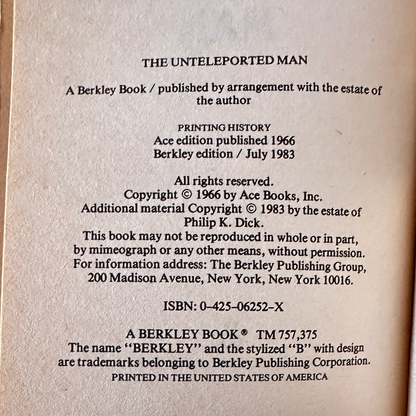 THE UNTELEPORTED MAN
A Berkley Book / published by arrangement with the estate of
the author
PRINTING HISTORY
Ace edition published 1966
Berkley edition / July 1983
All rights reserved.
Copyright © 1966 by Ace Books, Inc.
Additional material Copyright © 1983 by the estate of
Philip K. Dick.
This book may not be reproduced in whole or in part,
by mimeograph or any other means, without permission.
For information address: The Berkley Publishing Group,
200 Madison Avenue, New York, New York 10016.
ISBN: 0–425–06252–X
A BERKLEY BOOK ® TM 757,375
The name "BERKLEY" and the stylized "B" with design
are trademarks belonging to Berkley Publishing Corporation.
PRINTED IN THE UNITED STATES OF AMERICA